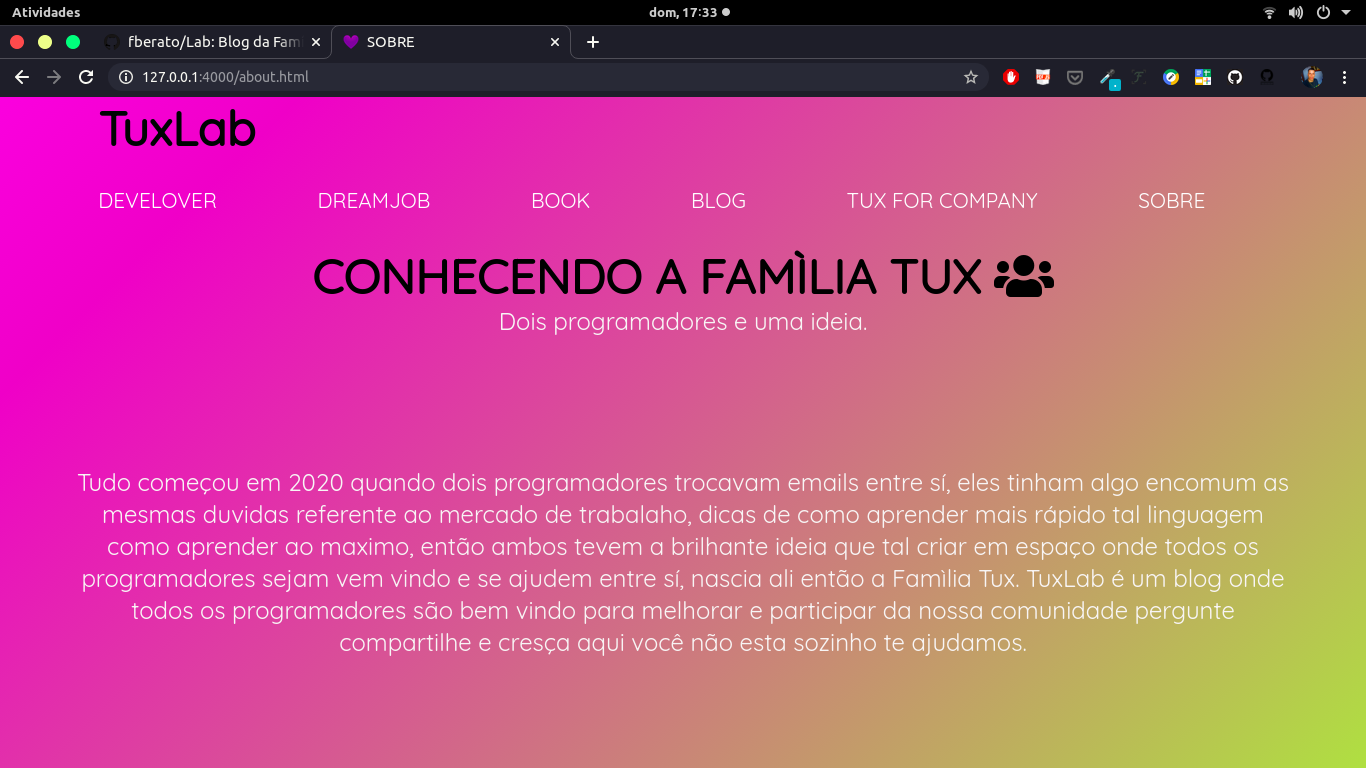 Atividades
dom, 17:33
fberato/Lab: Blog da Fam
SOBRE
127.0.0.1:4000/about.html
TuxLab
DEVELOVER DREAMJOB BOOK BLOG TUX FOR COMPANY SOBRE
CONHECENDO A FAMÌLIA TUX
Dois programadores e uma ideia.
Tudo começou em 2020 quando dois programadores trocavam emails entre sí, eles tinham algo encomum as
mesmas duvidas referente ao mercado de trabalaho, dicas de como aprender mais rápido tal linguagem
como aprender ao maximo, então ambos tevem a brilhante ideia que tal criar em espaço onde todos os
programadores sejam vem vindo e se ajudem entre sí, nascia ali então a Famìlia Tux. TuxLab é um blog onde
todos os programadores são bem vindo para melhorar e participar da nossa comunidade pergunte
compartilhe e cresça aqui você não esta sozinho te ajudamos.